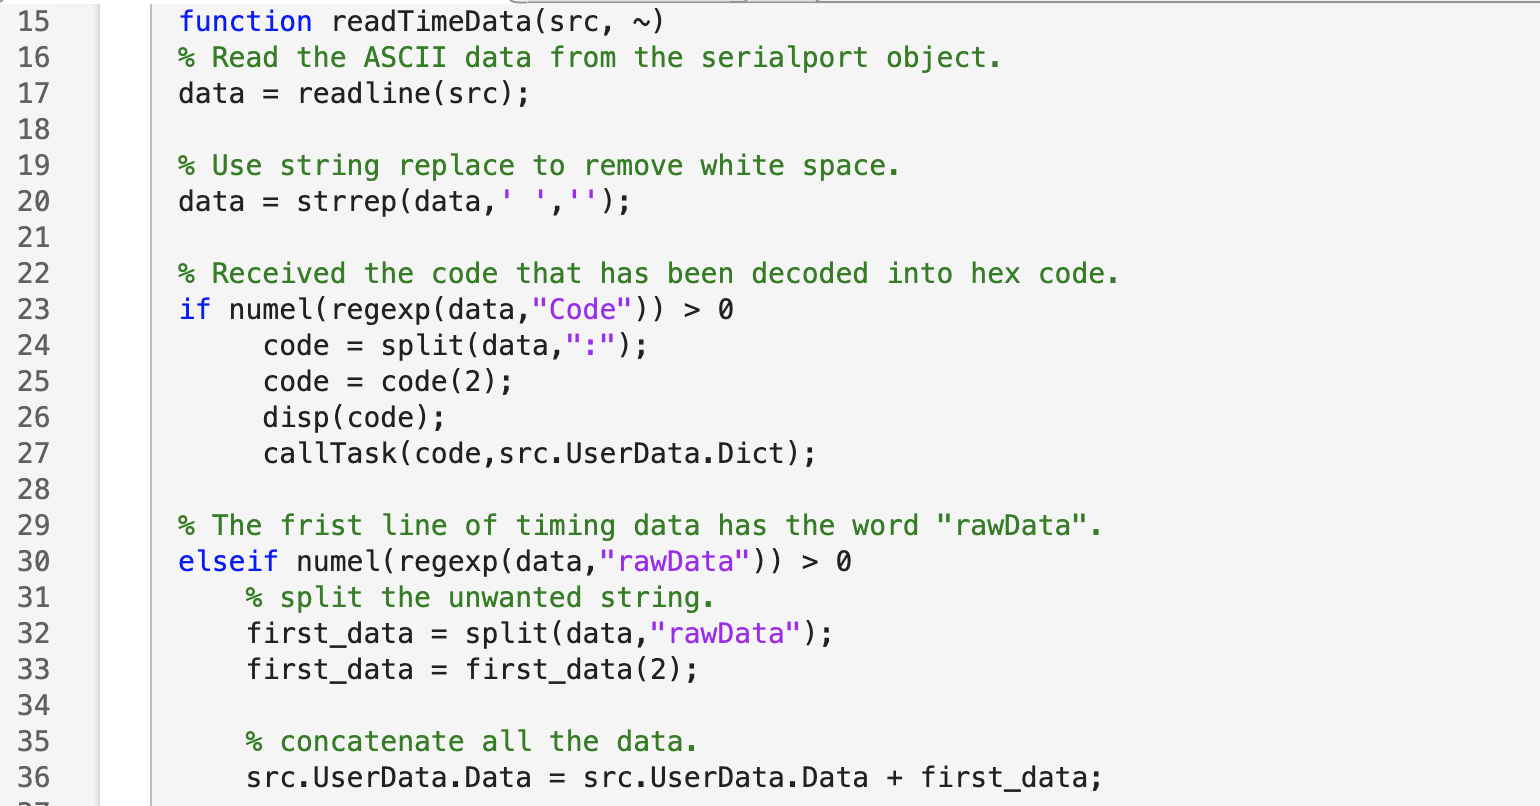 15 function readTimeData(src, ~)
16 % Read the ASCII data from the serialport object.
17 data = readline(src);
18
19 % Use string replace to remove white space.
20 data = strrep(data,' ','');
21
22 % Received the code that has been decoded into hex code.
23 if numel(regexp(data,"Code")) > 0
24 code = split(data,":");
25 code = code(2);
26 disp(code);
27 callTask(code,src.UserData.Dict);
28
29 % The frist line of timing data has the word "rawData".
30 elseif numel(regexp(data,"rawData")) > 0
31 % split the unwanted string.
32 first_data = split(data,"rawData");
33 first_data = first_data(2);
34
35 % concatenate all the data.
36 src.UserData.Data = src.UserData.Data + first_data;